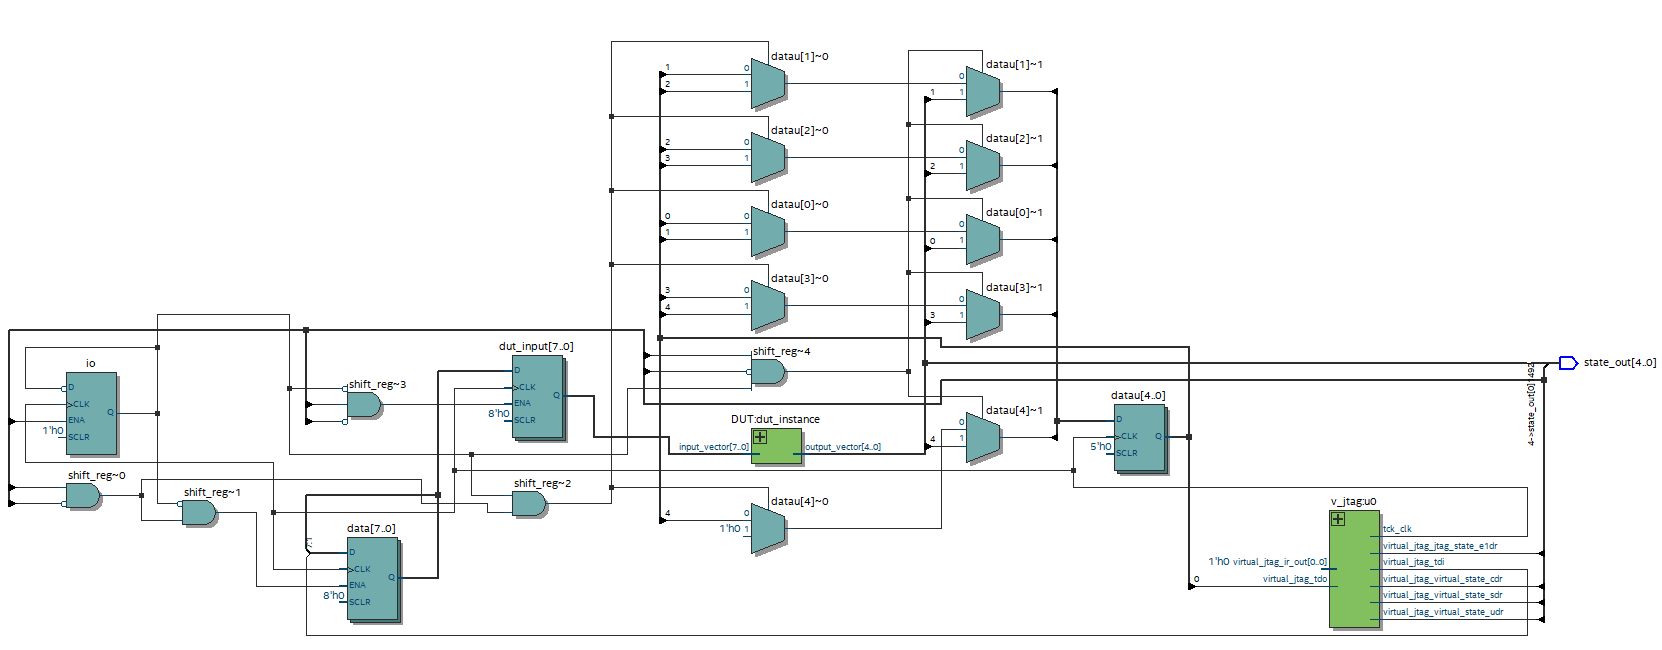 datau[1]~0
1
0
2
1
datau[2]~0
2
0
3
1
datau[0]~0
0
0
1
1
datau[3]~0
3
0
4
1
datau[1]~1
0
1
1
datau[2]~1
0
2
1
datau[0]~1
0
0
1
datau[3]~1
0
3
1
datau[4]~1
0
4
1
io
D
CLK
ENA
1'h0
SCLR
Q
shift_reg~3
dut_input[7..0]
D
CLK
ENA
8'h0
SCLR
Q
shift_reg~4
DUT:dut_instance
input_vector[7..0]
output_vector[4..0]
datau[4..0]
D
CLK
5'h0
SCLR
Q
state_out[4..0]
shift_reg~0
shift_reg~1
shift_reg~2
datau[4]~0
4
0
1'h0
1
data[7..0]
D
CLK
ENA
8'h0
SCLR
Q
v_jtag:u0
tck_clk
virtual_jtag_jtag_state_e1dr
1'h0 virtual_jtag_ir_out[0..0]
virtual_jtag_tdi
0
virtual_jtag_tdo
virtual_jtag_virtual_state_cdr
virtual_jtag_virtual_state_sdr
virtual_jtag_virtual_state_udr